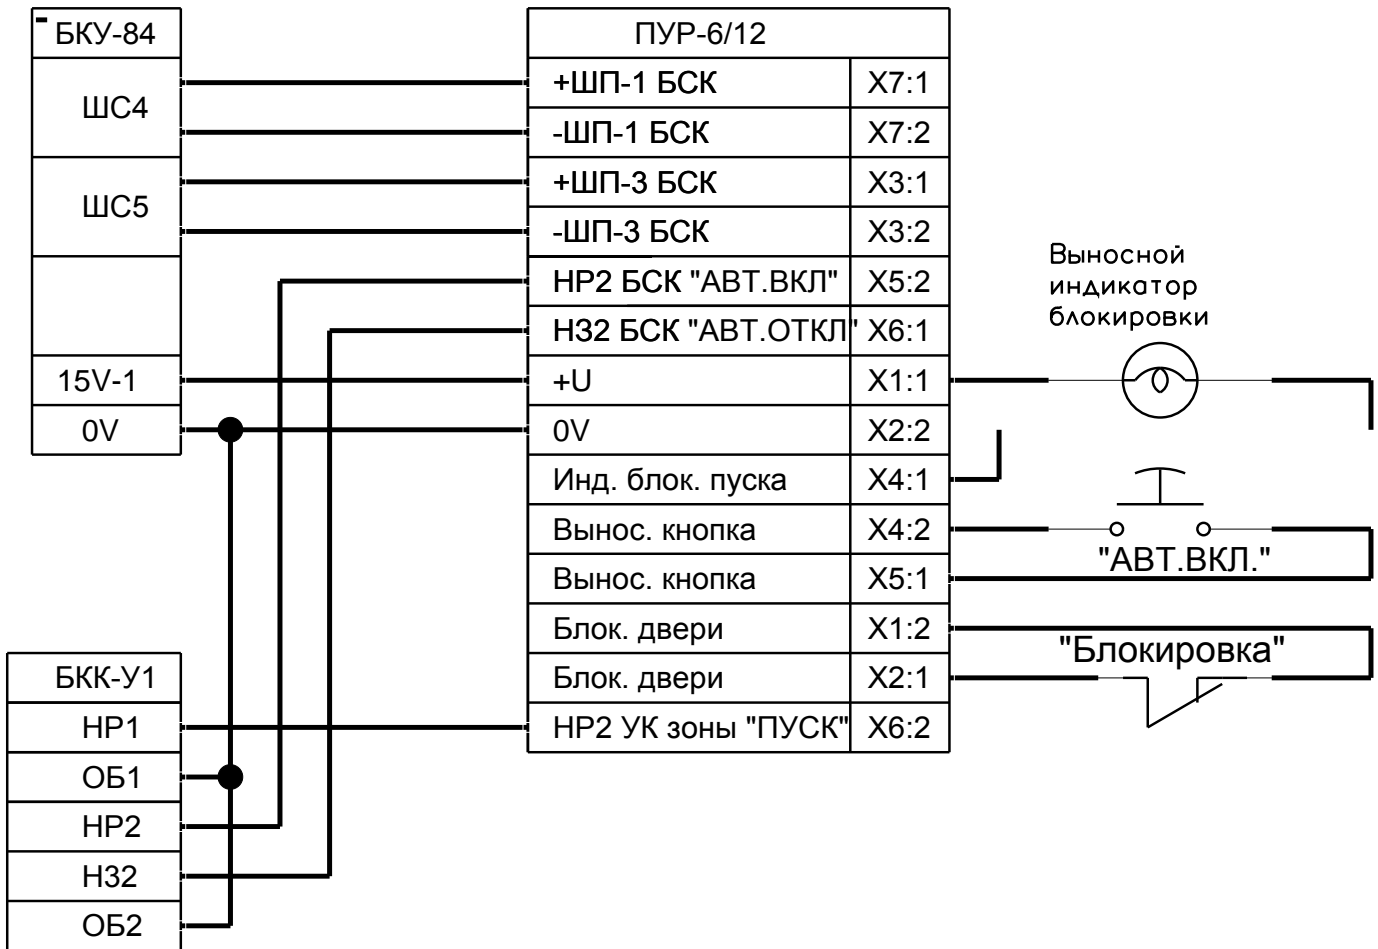 БКУ-84
ШС4
ШС5
15V-1
0V
БКК-У1
НР1
ОБ1
НР2
НЗ2
ОБ2
ПУР-6/12
+ШП-1 БСК X7:1
-ШП-1 БСК X7:2
+ШП-3 БСК X3:1
-ШП-3 БСК X3:2
НР2 БСК "АВТ.ВКЛ" X5:2
НЗ2 БСК "АВТ.ОТКЛ" X6:1
+U X1:1
0V X2:2
Инд. блок. пуска X4:1
Вынос. кнопка X4:2
Вынос. кнопка X5:1
Блок. двери X1:2
Блок. двери X2:1
НР2 УК зоны "ПУСК" X6:2
Выносной
индикатор
блокировки
"АВТ.ВКЛ."
"Блокировка"